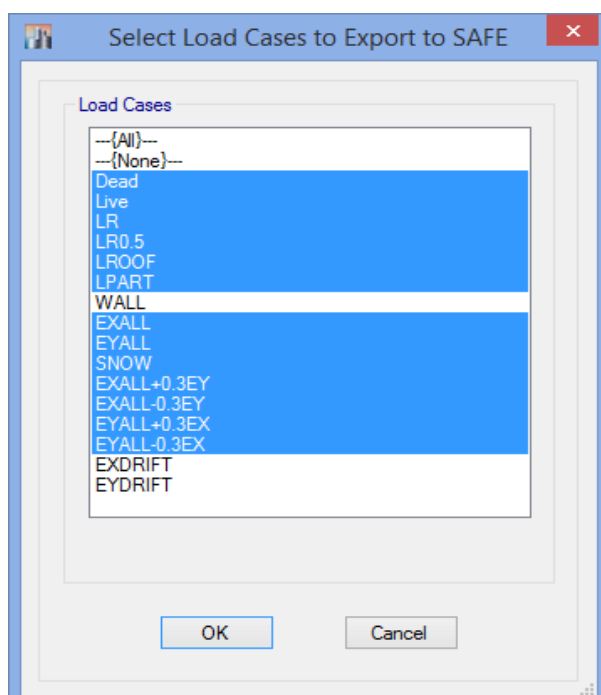 Select Load Cases to Export to SAFE
Load Cases
---{All}---
---{None}---
Dead
Live
LR
LR0.5
LROOF
LPART
WALL
EXALL
EYALL
SNOW
EXALL+0.3EY
EXALL-0.3EY
EYALL+0.3EX
EYALL-0.3EX
EXDRIFT
EYDRIFT
OK Cancel